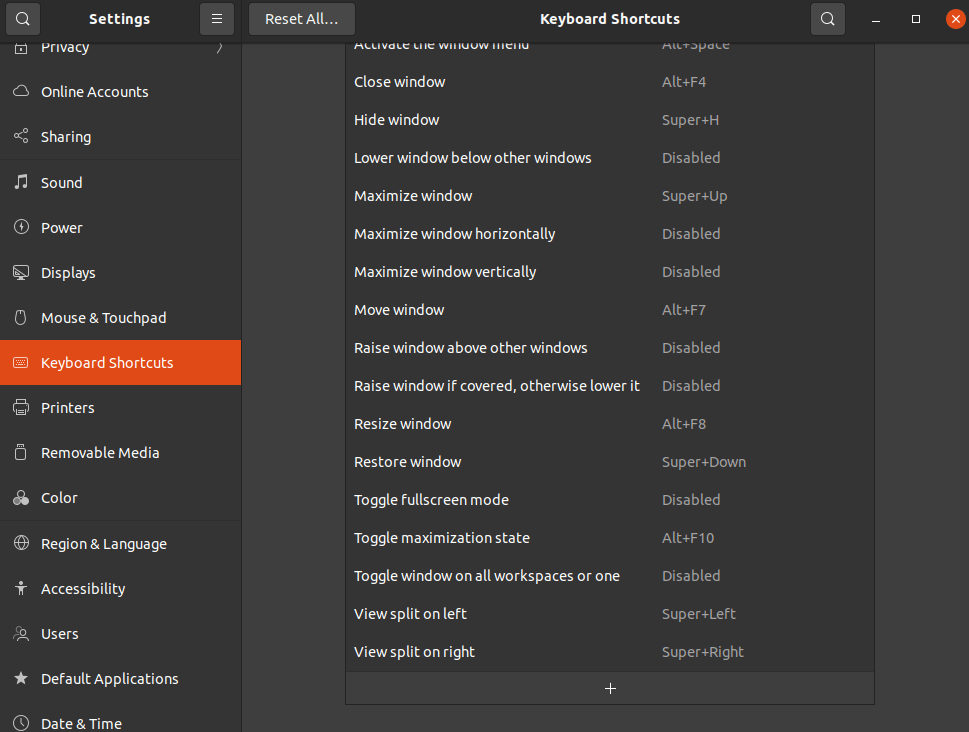 Settings
Reset All...
Keyboard Shortcuts
Privacy
Online Accounts
Sharing
Sound
Power
Displays
Mouse & Touchpad
Keyboard Shortcuts
Printers
Removable Media
Color
Region & Language
Accessibility
Users
Default Applications
Date & Time
Activate the window menu Alt+Space
Close window Alt+F4
Hide window Super+H
Lower window below other windows Disabled
Maximize window Super+Up
Maximize window horizontally Disabled
Maximize window vertically Disabled
Move window Alt+F7
Raise window above other windows Disabled
Raise window if covered, otherwise lower it Disabled
Resize window Alt+F8
Restore window Super+Down
Toggle fullscreen mode Disabled
Toggle maximization state Alt+F10
Toggle window on all workspaces or one Disabled
View split on left Super+Left
View split on right Super+Right